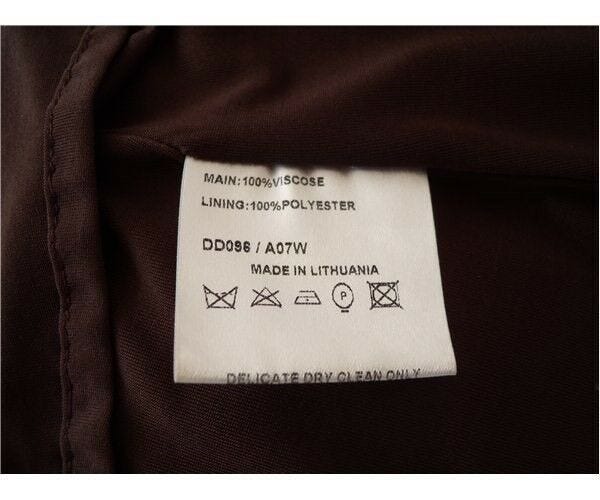 MAIN:100%VISCOSE
LINING:100%POLYESTER
DD096 / A07W
MADE IN LITHUANIA
P
DELICATE DRY CLEAN ONLY